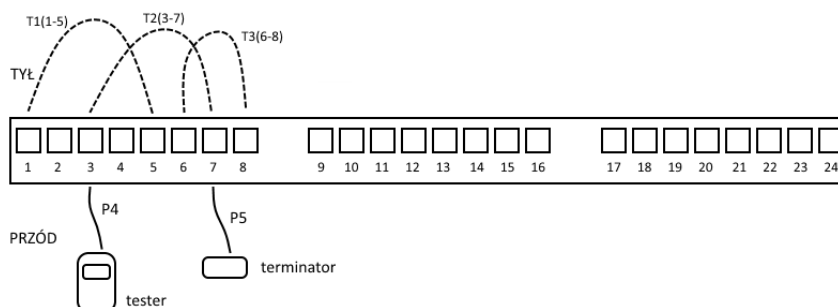 T1(1-5)
T2(3-7)
T3(6-8)
TYŁ
1 2 3 4 5 6 7 8 9 10 11 12 13 14 15 16 17 18 19 20 21 22 23 24
P4
P5
PRZÓD
terminator
tester